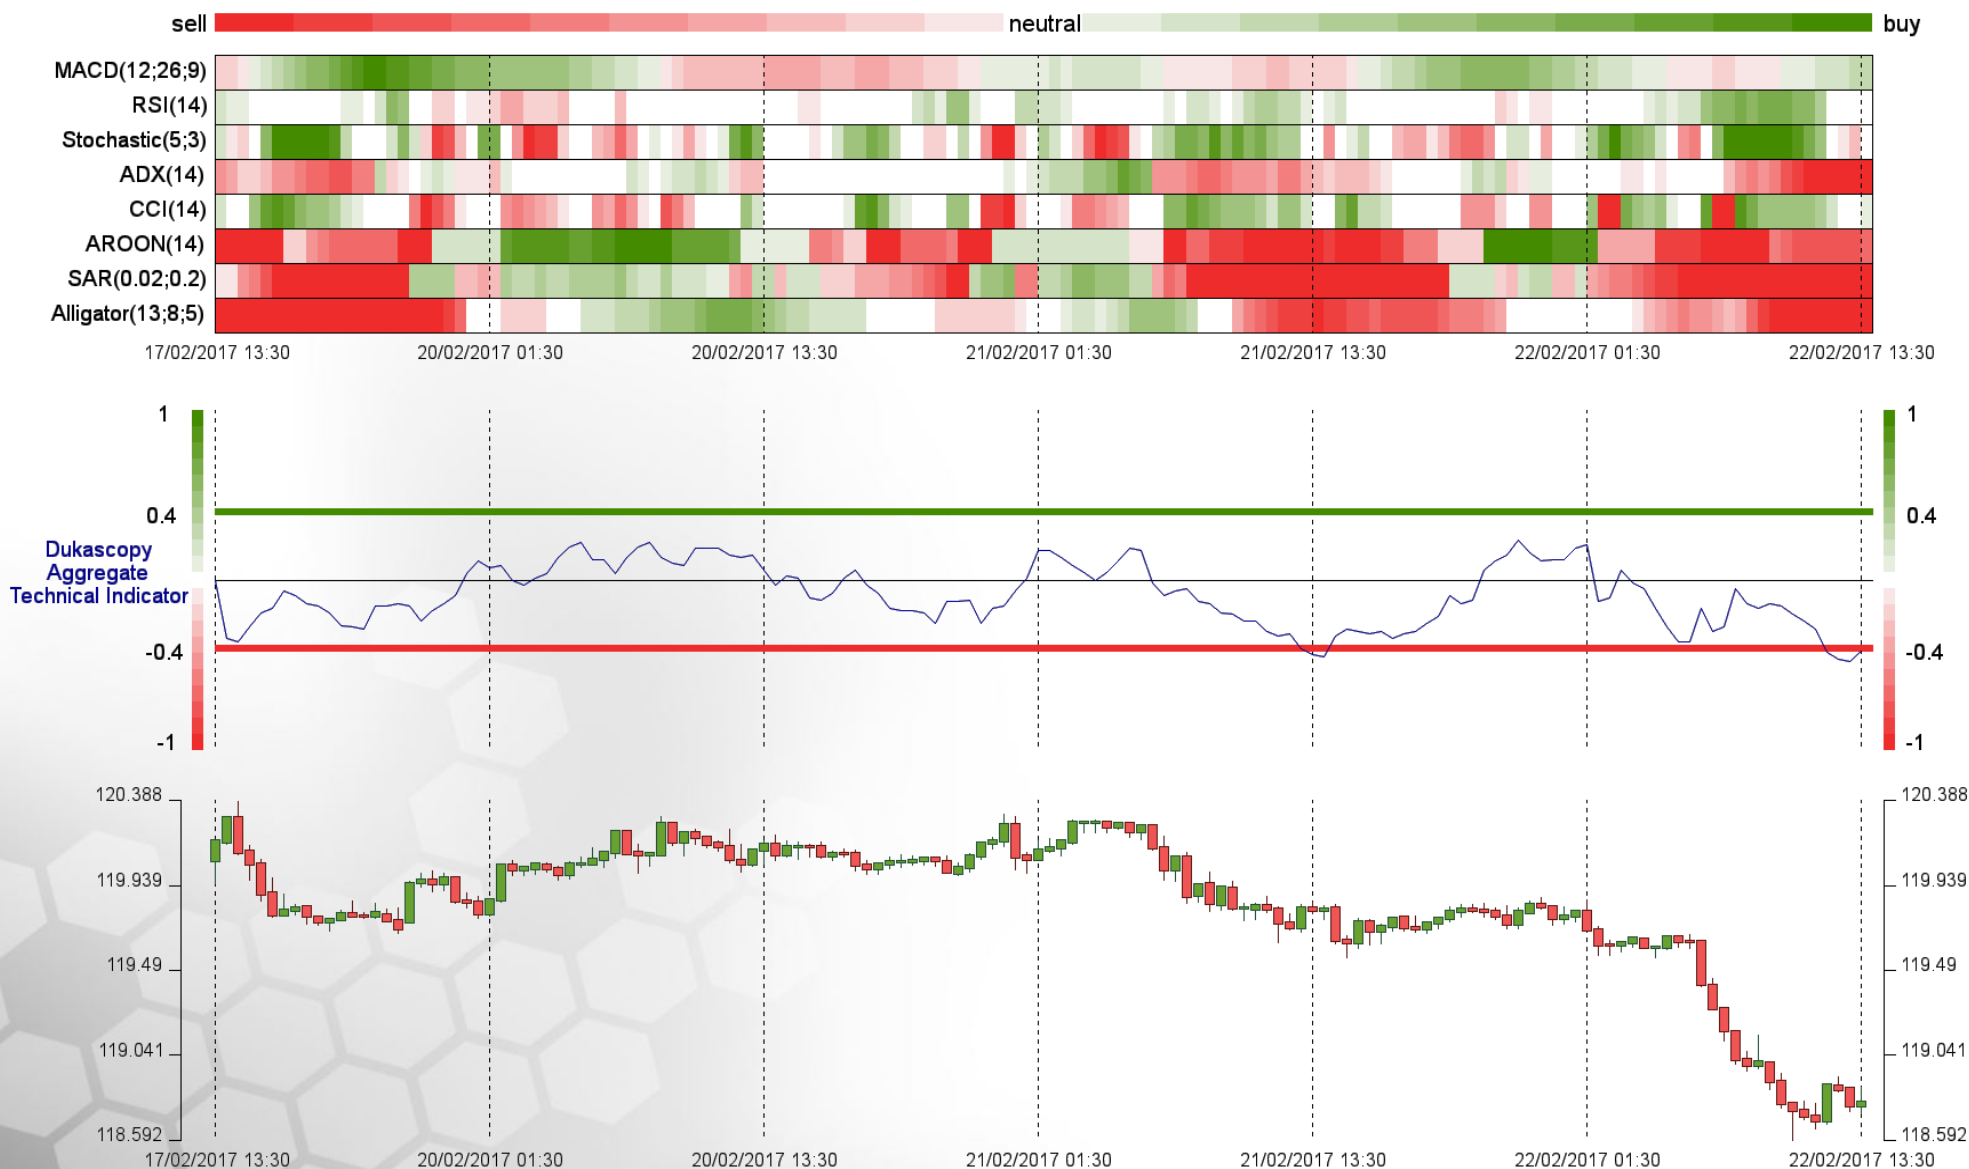 sell neutral buy
MACD(12;26;9)
RSI(14)
Stochastic(5;3)
ADX(14)
CCI(14)
AROON(14)
SAR(0.02;0.2)
Alligator(13;8;5)
17/02/2017 13:30 20/02/2017 01:30 20/02/2017 13:30 21/02/2017 01:30 21/02/2017 13:30 22/02/2017 01:30 22/02/2017 13:30
1 1
0.4 0.4
Dukascopy
Aggregate
Technical Indicator
-0.4 -0.4
-1 -1
120.388 120.388
119.939 119.939
119.49 119.49
119.041 119.041
118.592 118.592
17/02/2017 13:30 20/02/2017 01:30 20/02/2017 13:30 21/02/2017 01:30 21/02/2017 13:30 22/02/2017 01:30 22/02/2017 13:30